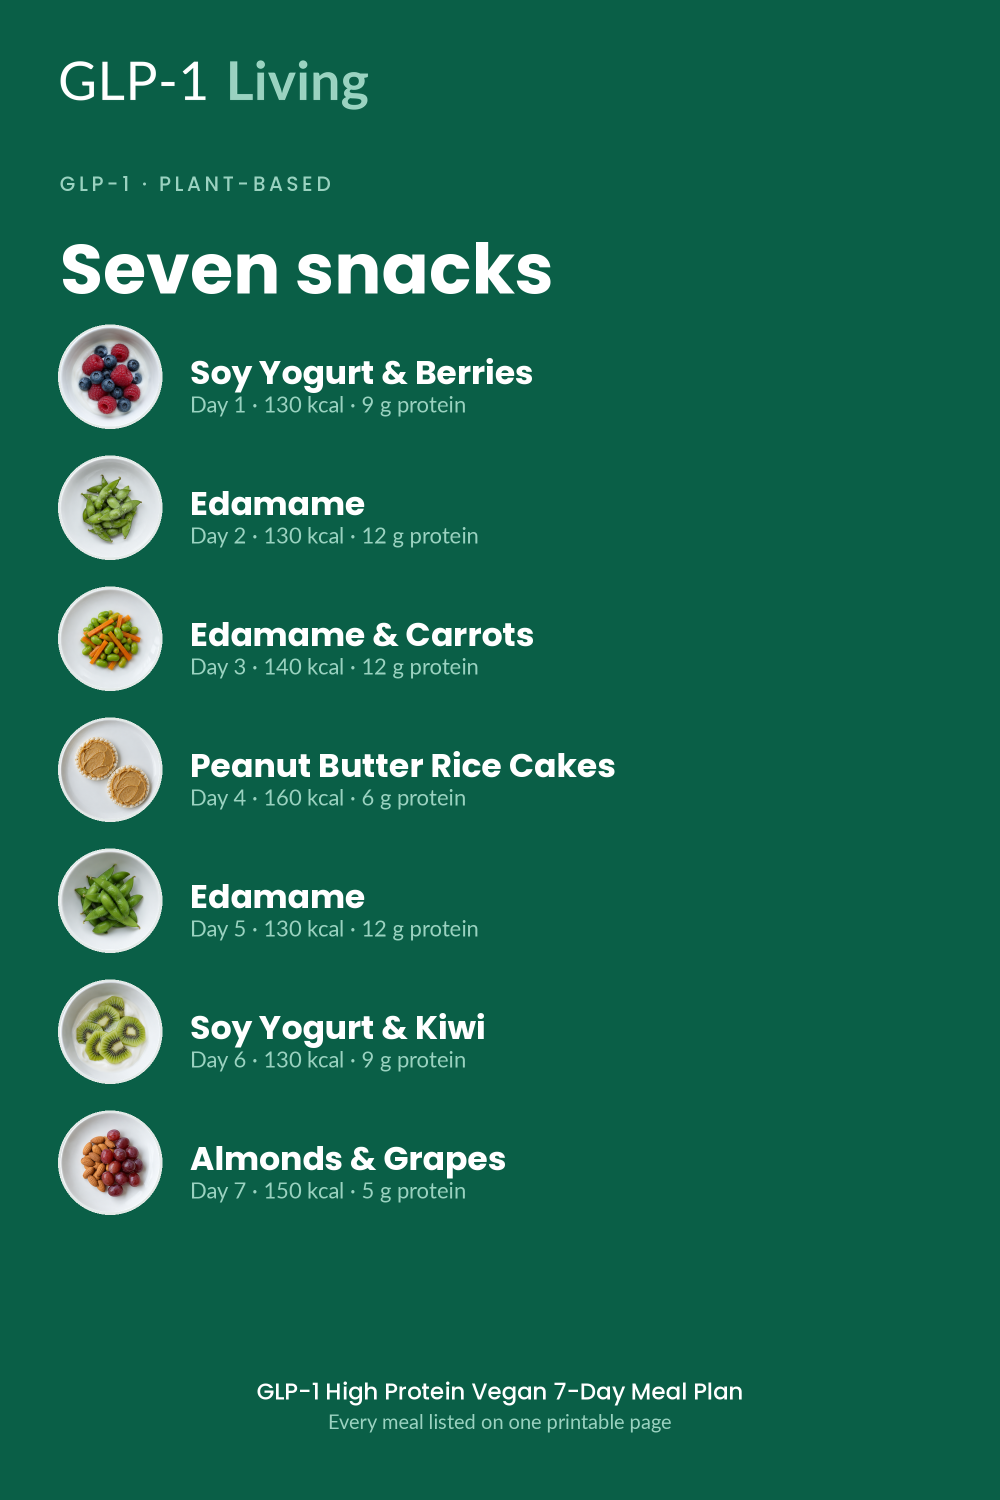 GLP-1 Living
GLP-1 · PLANT-BASED
Seven snacks
Soy Yogurt & Berries
Day 1 · 130 kcal · 9 g protein
Edamame
Day 2 · 130 kcal · 12 g protein
Edamame & Carrots
Day 3 · 140 kcal · 12 g protein
Peanut Butter Rice Cakes
Day 4 · 160 kcal · 6 g protein
Edamame
Day 5 · 130 kcal · 12 g protein
Soy Yogurt & Kiwi
Day 6 · 130 kcal · 9 g protein
Almonds & Grapes
Day 7 · 150 kcal · 5 g protein
GLP-1 High Protein Vegan 7-Day Meal Plan
Every meal listed on one printable page